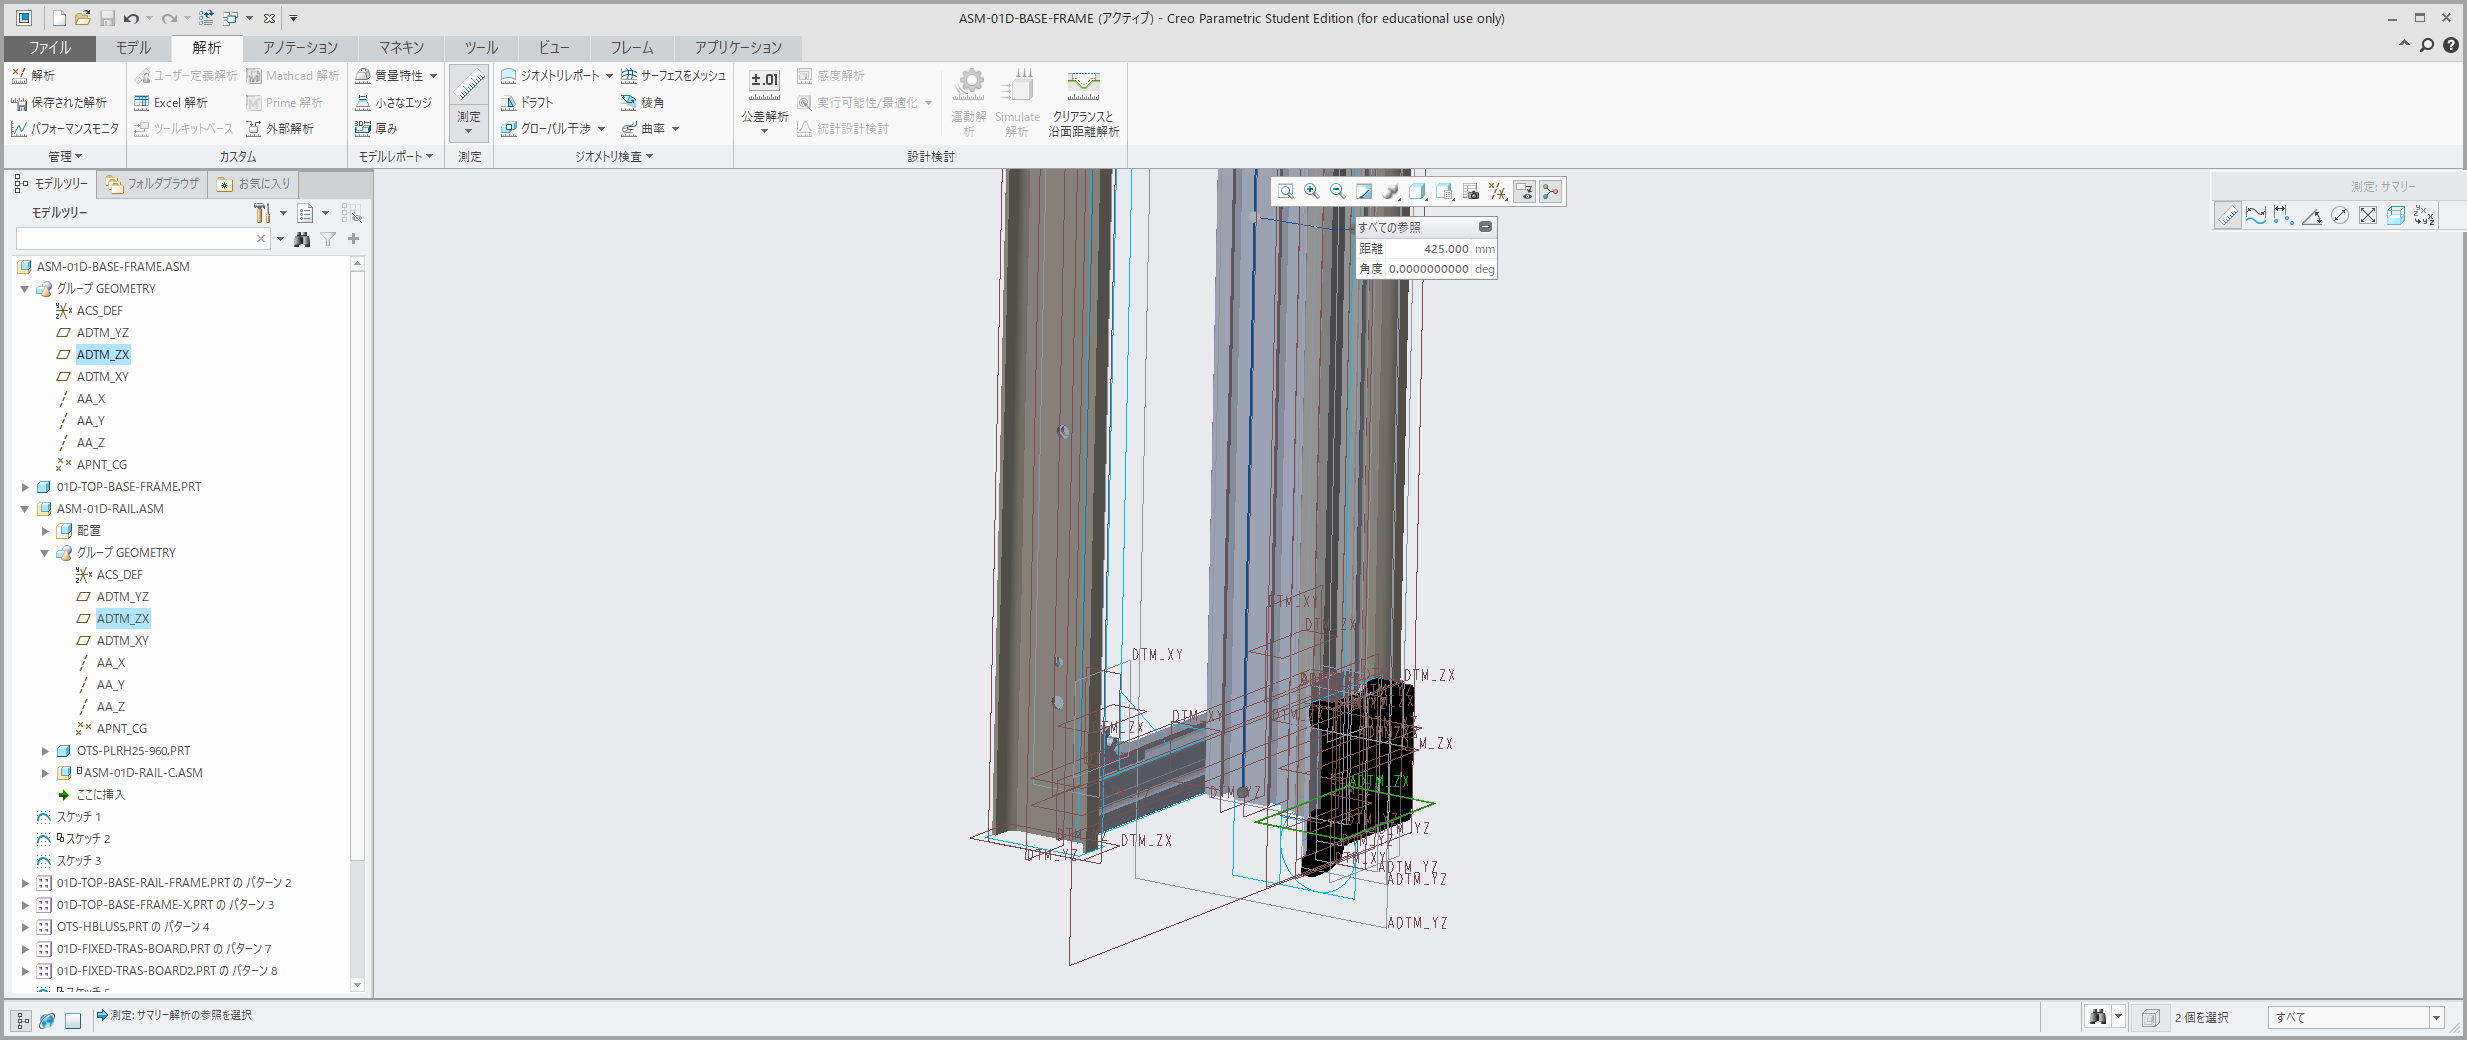 ASM-01D-BASE-FRAME (アクティブ) - Creo Parametric Student Edition (for educational use only)
ファイル モデル 解析 アノテーション マネキン ツール ビュー フレーム アプリケーション
解析 ユーザー定義解析 Mathcad 解析 質量特性 ジオメトリレポート サーフェスをメッシュ 感度解析
保存された解析 Excel 解析 Prime 解析 小さなエッジ ドラフト 稜角 実行可能性/最適化
パフォーマンスモニタ ツールキットベース 外部解析 厚み グローバル干渉 曲率 統計設計検討
測定
±.01
公差解析
運動解析
Simulate 解析
クリアランスと
沿面距離解析
管理 カスタム モデルレポート 測定 ジオメトリ検査 設計検討
モデルツリー フォルダブラウザ お気に入り
モデルツリー
ASM-01D-BASE-FRAME.ASM
グループ GEOMETRY
ACS_DEF
ADTM_YZ
ADTM_ZX
ADTM_XY
AA_X
AA_Y
AA_Z
APNT_CG
01D-TOP-BASE-FRAME.PRT
ASM-01D-RAIL.ASM
配置
グループ GEOMETRY
ACS_DEF
ADTM_YZ
ADTM_ZX
ADTM_XY
AA_X
AA_Y
AA_Z
APNT_CG
OTS-PLRH25-960.PRT
ASM-01D-RAIL-C.ASM
ここに挿入
スケッチ 1
スケッチ 2
スケッチ 3
01D-TOP-BASE-RAIL-FRAME.PRT のパターン 2
01D-TOP-BASE-FRAME-X.PRT のパターン 3
OTS-HBLUS5.PRT のパターン 4
01D-FIXED-TRAS-BOARD.PRT のパターン 7
01D-FIXED-TRAS-BOARD2.PRT のパターン 8
すべての参照
距離 425.000 mm
角度 0.0000000000 deg
測定: サマリー
DTM_XY
DTM_ZX
DTM_XY
DTM_ZX
DTM_XY
M_ZX
ADTM_ZX
DTM_YZ
DTM_ZX
DTM_YZ
ADTM_YZ
ADTM_YZ
ADTM_YZ
測定: サマリー解析の参照を選択
2 個を選択
すべて